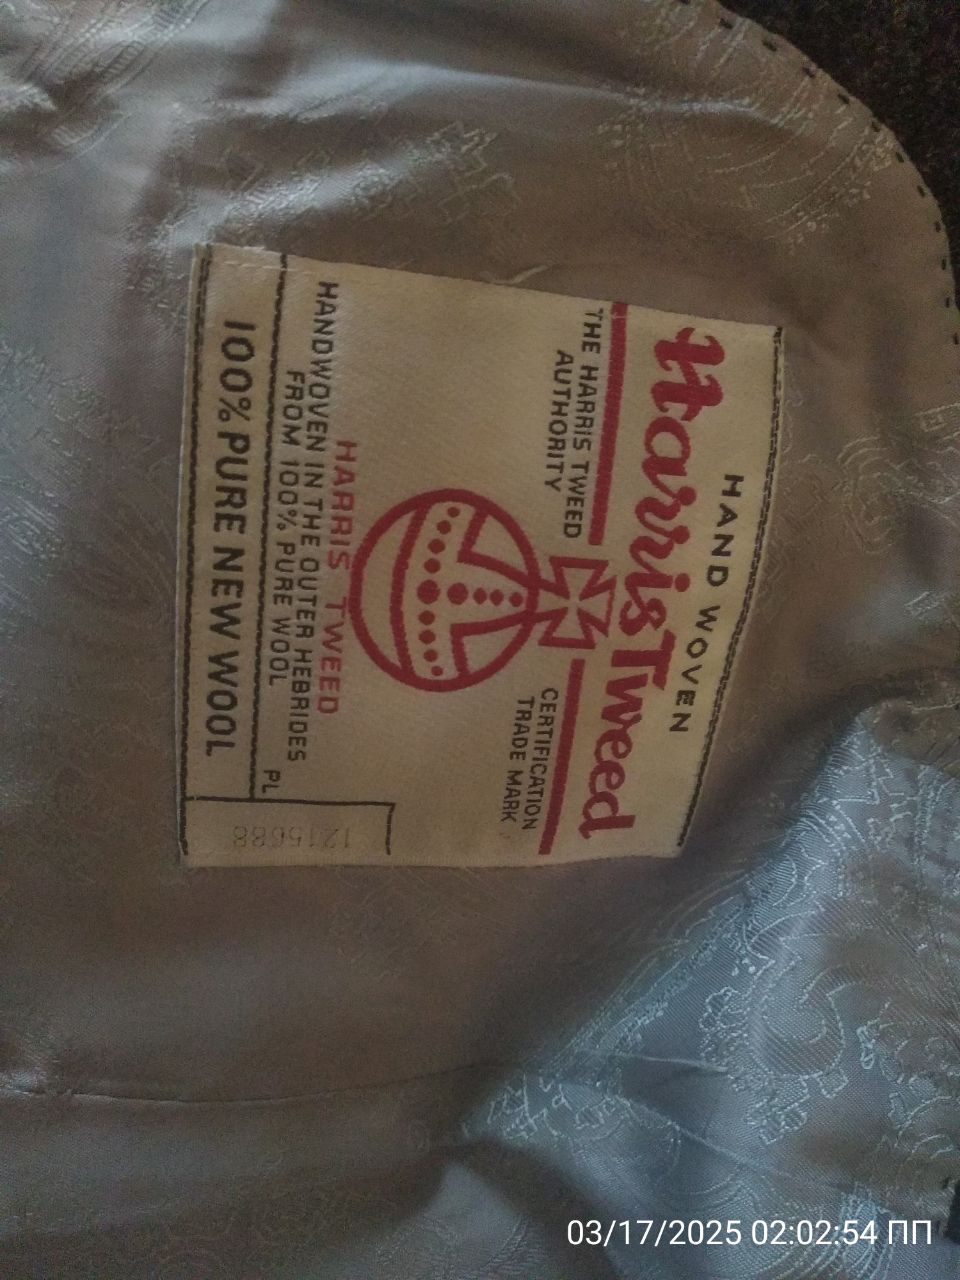 HAND WOVEN
Harris Tweed
THE HARRIS TWEED
AUTHORITY
CERTIFICATION
TRADE MARK
HARRIS TWEED
HANDWOVEN IN THE OUTER HEBRIDES
FROM 100% PURE WOOL
PL
100% PURE NEW WOOL
1215688
03/17/2025 02:02:54 ПП